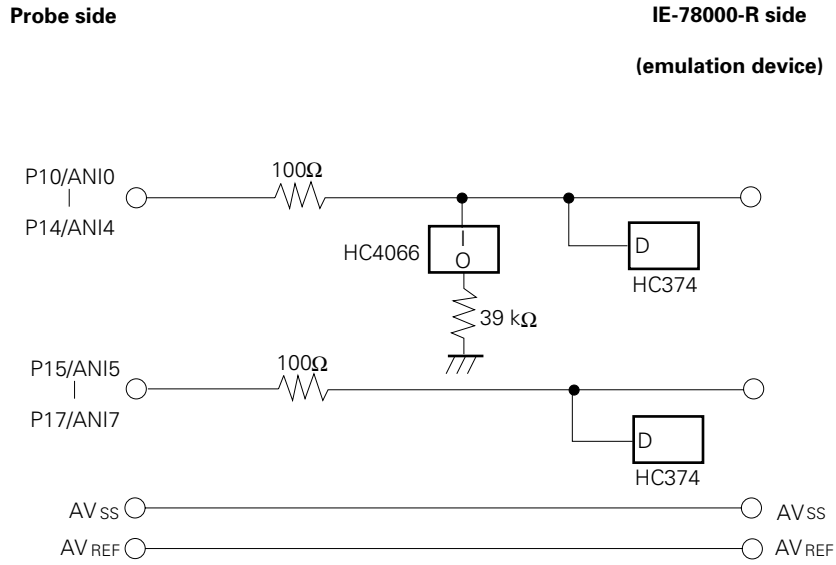 Probe side
IE-78000-R side
(emulation device)
100Ω
P10/ANI0
P14/ANI4
HC4066
I
O
D
HC374
39 kΩ
100Ω
P15/ANI5
P17/ANI7
D
HC374
AVSS
AVSS
AVREF
AVREF